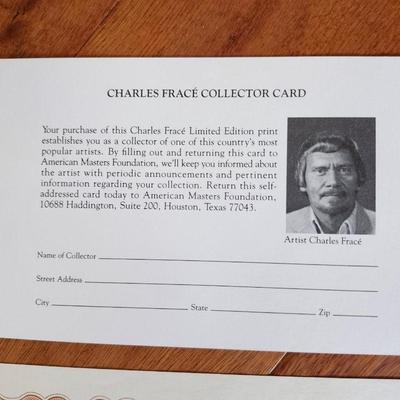 CHARLES FRACÉ COLLECTOR CARD
Your purchase of this Charles Fracé Limited Edition print
establishes you as a collector of one of this country's most
popular artists. By filling out and returning this card to
American Masters Foundation, we'll keep you informed about
the artist with periodic announcements and pertinent
information regarding your collection. Return this self-
addressed card today to American Masters Foundation,
10688 Haddington, Suite 200, Houston, Texas 77043.
Artist Charles Fracé
Name of Collector
Street Address
City State Zip